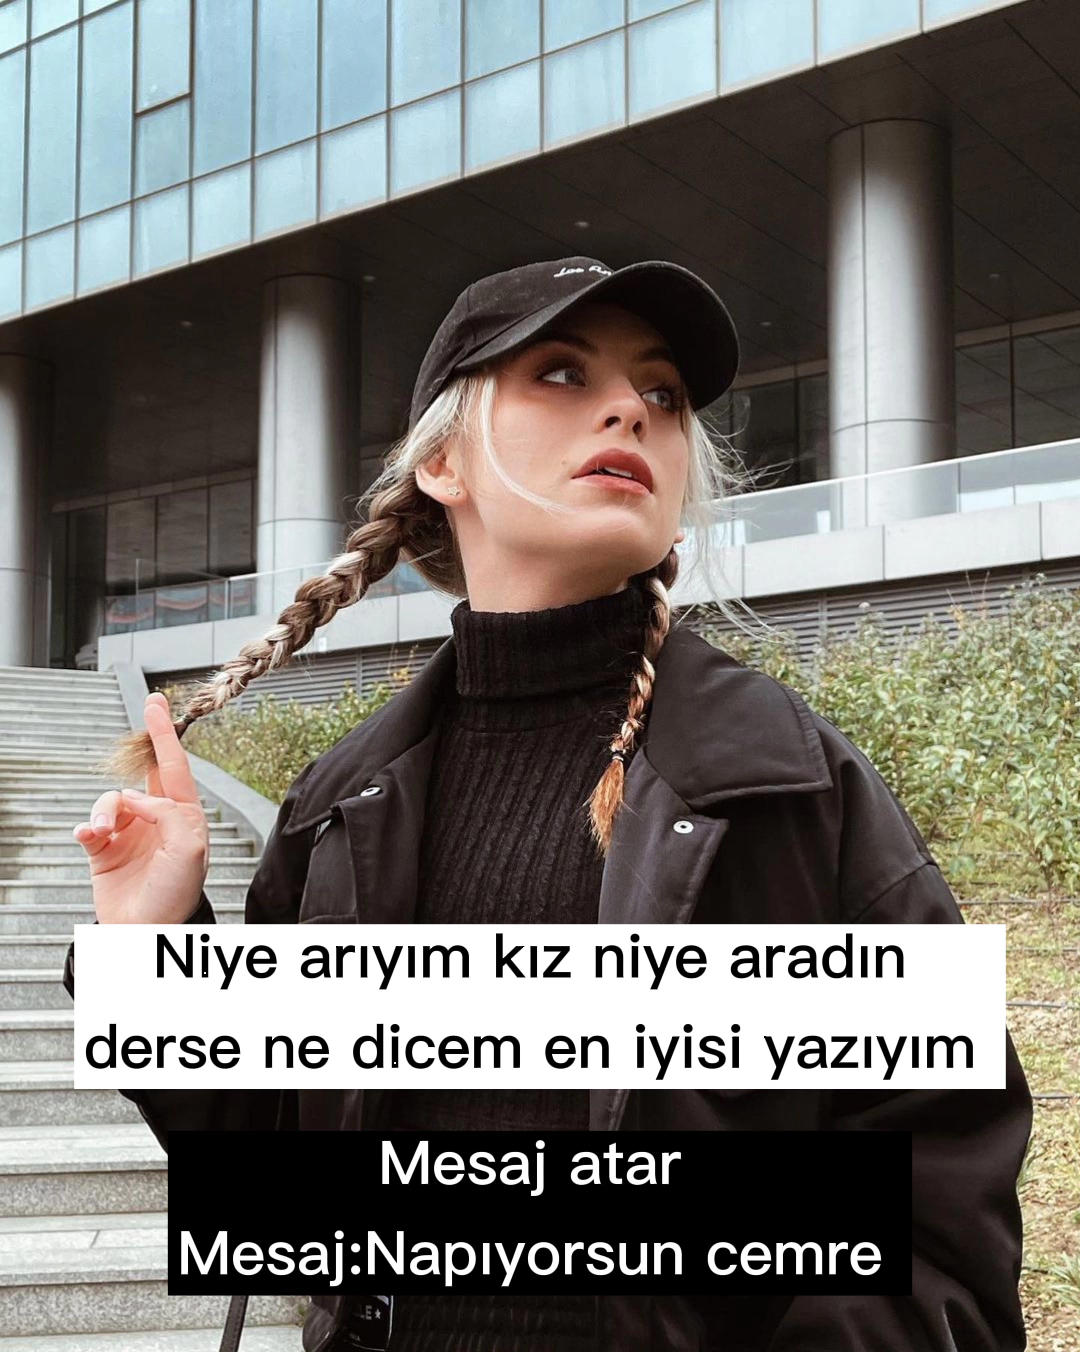 Niye arıyım kız niye aradın
derse ne dicem en iyisi yazıyım
Mesaj atar
Mesaj:Napıyorsun cemre